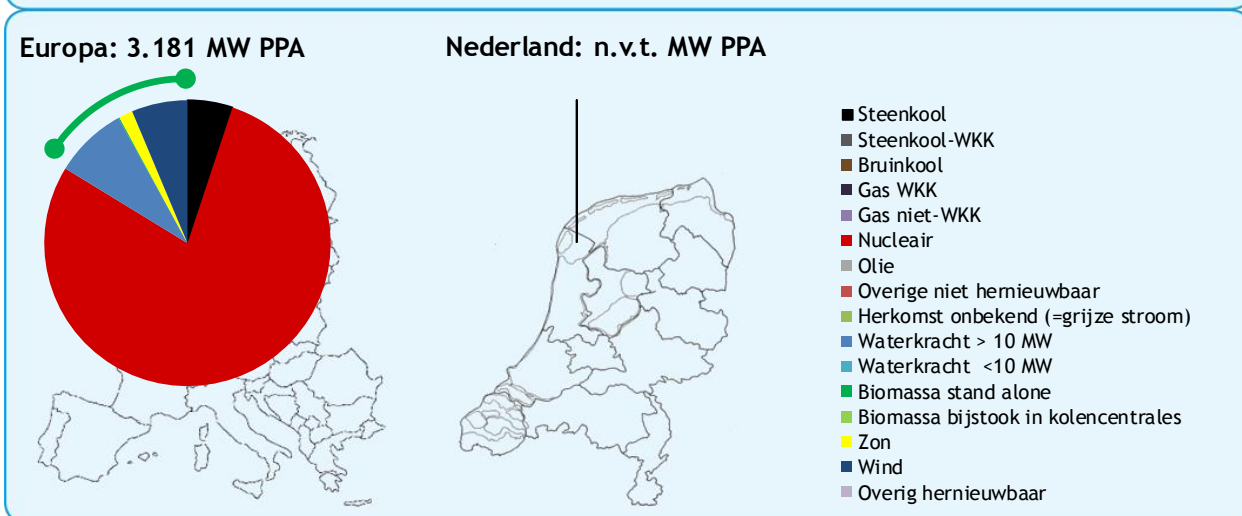 Europa: 3.181 MW PPA
Nederland: n.v.t. MW PPA
Steenkool
Steenkool-WKK
Bruinkool
Gas WKK
Gas niet-WKK
Nucleair
Olie
Overige niet hernieuwbaar
Herkomst onbekend (=grijze stroom)
Waterkracht > 10 MW
Waterkracht <10 MW
Biomassa stand alone
Biomassa bijstook in kolencentrales
Zon
Wind
Overig hernieuwbaar